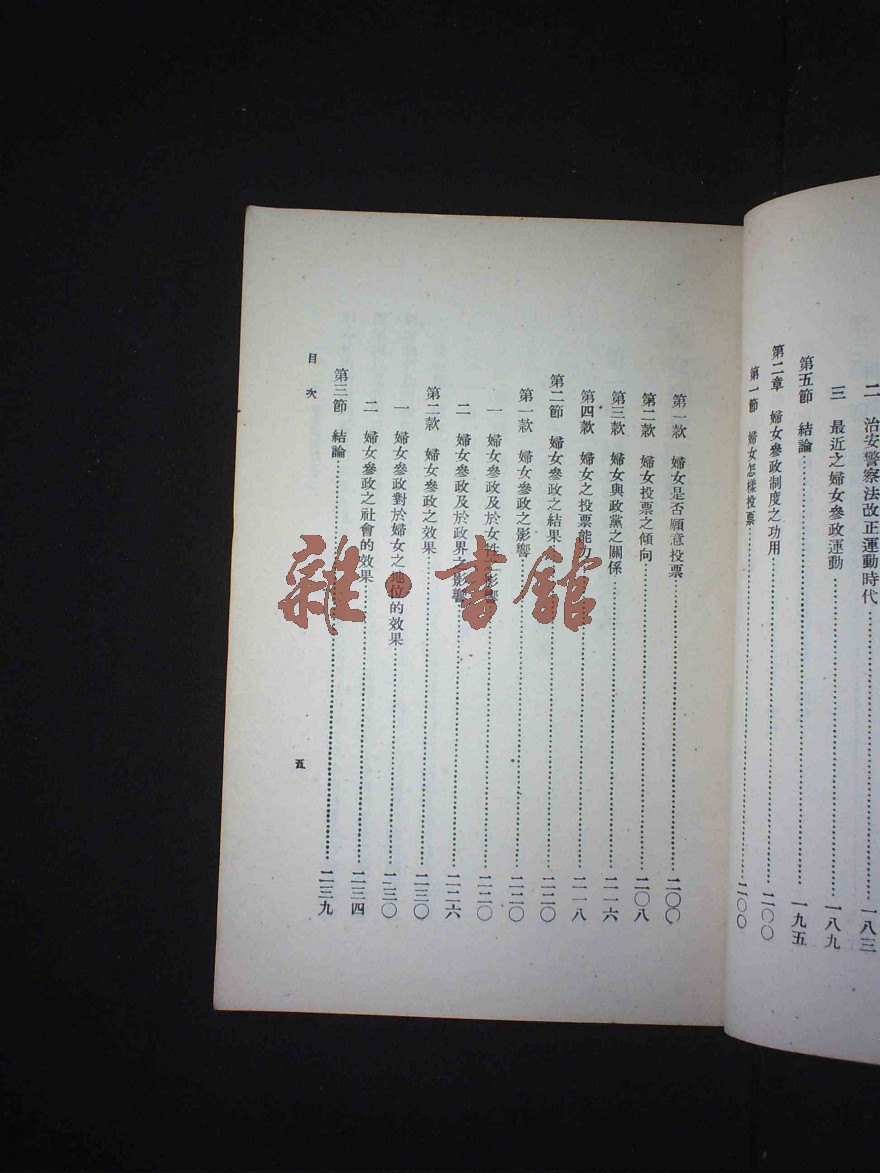 二　治安警察法改正運動時代……一八三
三　最近之婦女參政運動……一八九
第五節　結論……一九五
第二章　婦女參政制度之功用……二〇〇
第一節　婦女怎樣投票……二〇〇
第一款　婦女是否願意投票……二〇〇
第二款　婦女投票之傾向……二〇八
第三款　婦女與政黨之關係……二一六
第四款　婦女之投票能力……二一八
第二節　婦女參政之結果……二二〇
第一款　婦女參政之影響……二二〇
一　婦女參政及於女性之影響……二二〇
二　婦女參政及於政界之影響……二二六
第二款　婦女參政之效果……二三〇
一　婦女參政對於婦女之地位的效果……二三〇
二　婦女參政之社會的效果……二三四
第三節　結論……二三九
目次
五
雜·書館